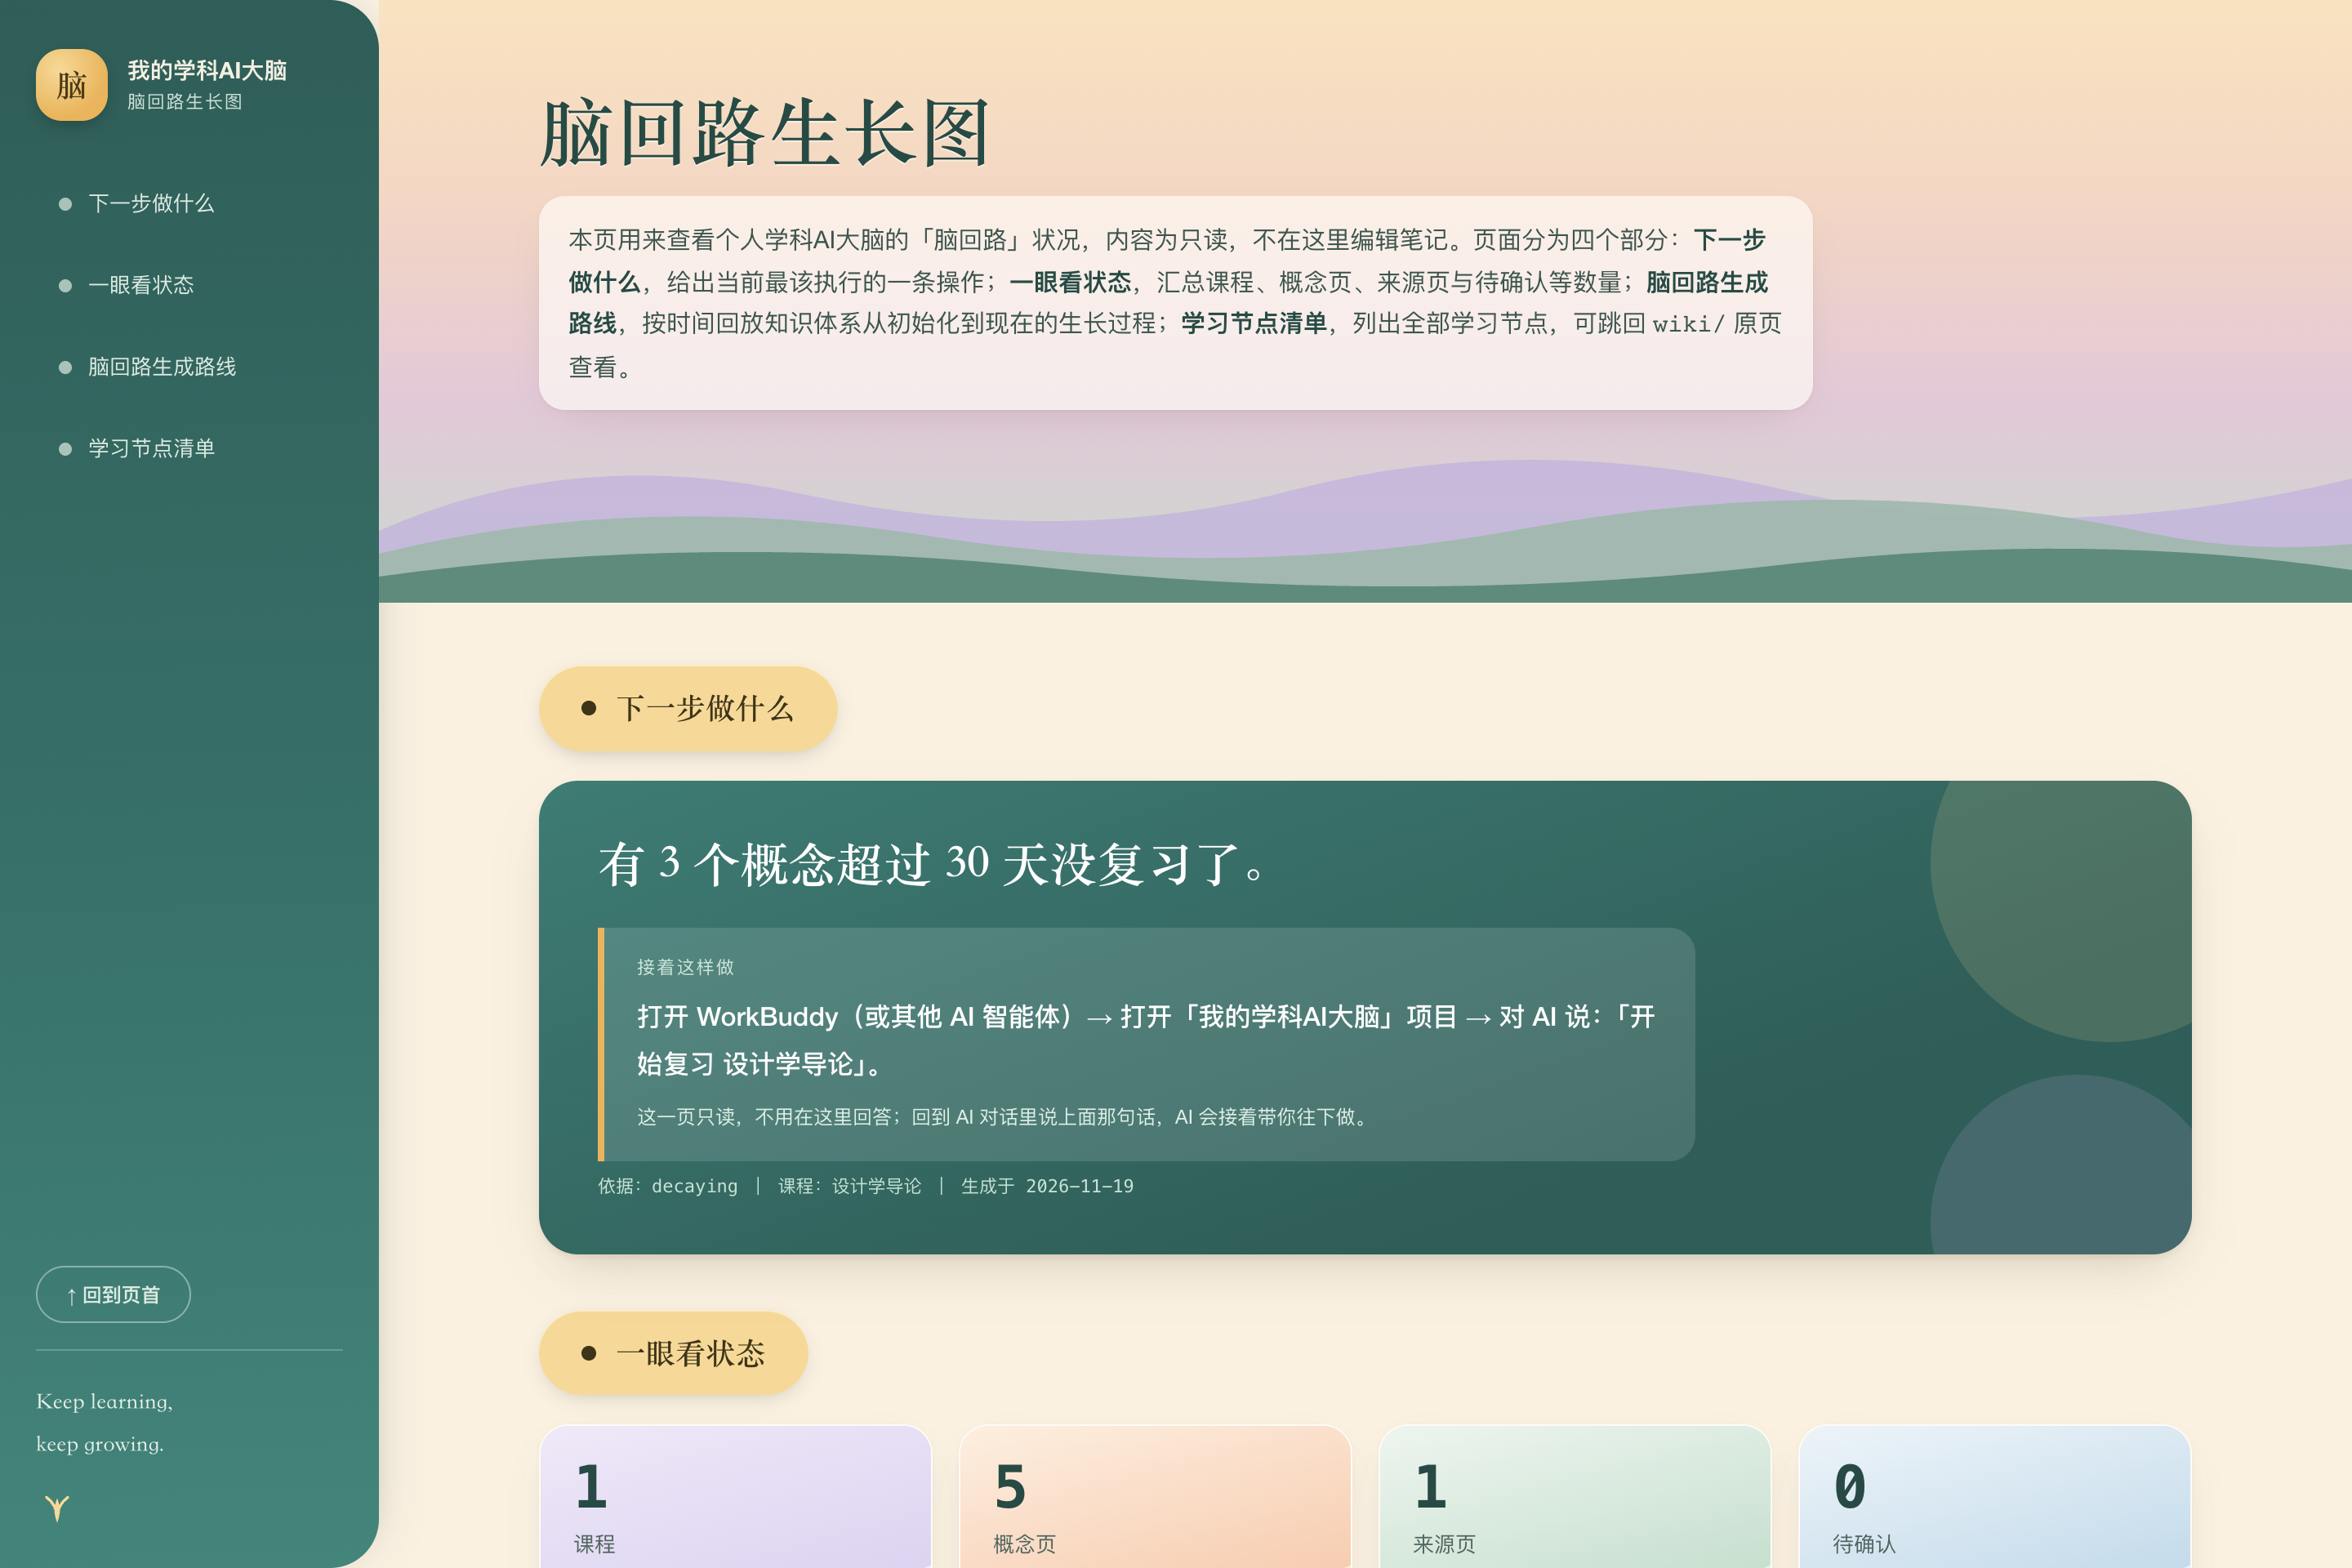 脑
我的学科AI大脑
脑回路生长图
下一步做什么
一眼看状态
脑回路生成路线
学习节点清单
↑ 回到页首
Keep learning,
keep growing.
脑回路生长图
本页用来查看个人学科AI大脑的「脑回路」状况，内容为只读，不在这里编辑笔记。页面分为四个部分：下一步
做什么，给出当前最该执行的一条操作；一眼看状态，汇总课程、概念页、来源页与待确认等数量；脑回路生成
路线，按时间回放知识体系从初始化到现在的生长过程；学习节点清单，列出全部学习节点，可跳回 wiki/ 原页
查看。
下一步做什么
有 3 个概念超过 30 天没复习了。
接着这样做
打开 WorkBuddy（或其他 AI 智能体）→ 打开「我的学科AI大脑」项目 → 对 AI 说：「开
始复习 设计学导论」。
这一页只读，不用在这里回答；回到 AI 对话里说上面那句话，AI 会接着带你往下做。
依据：decaying ｜ 课程：设计学导论 ｜ 生成于 2026-11-19
一眼看状态
1
课程
5
概念页
1
来源页
0
待确认